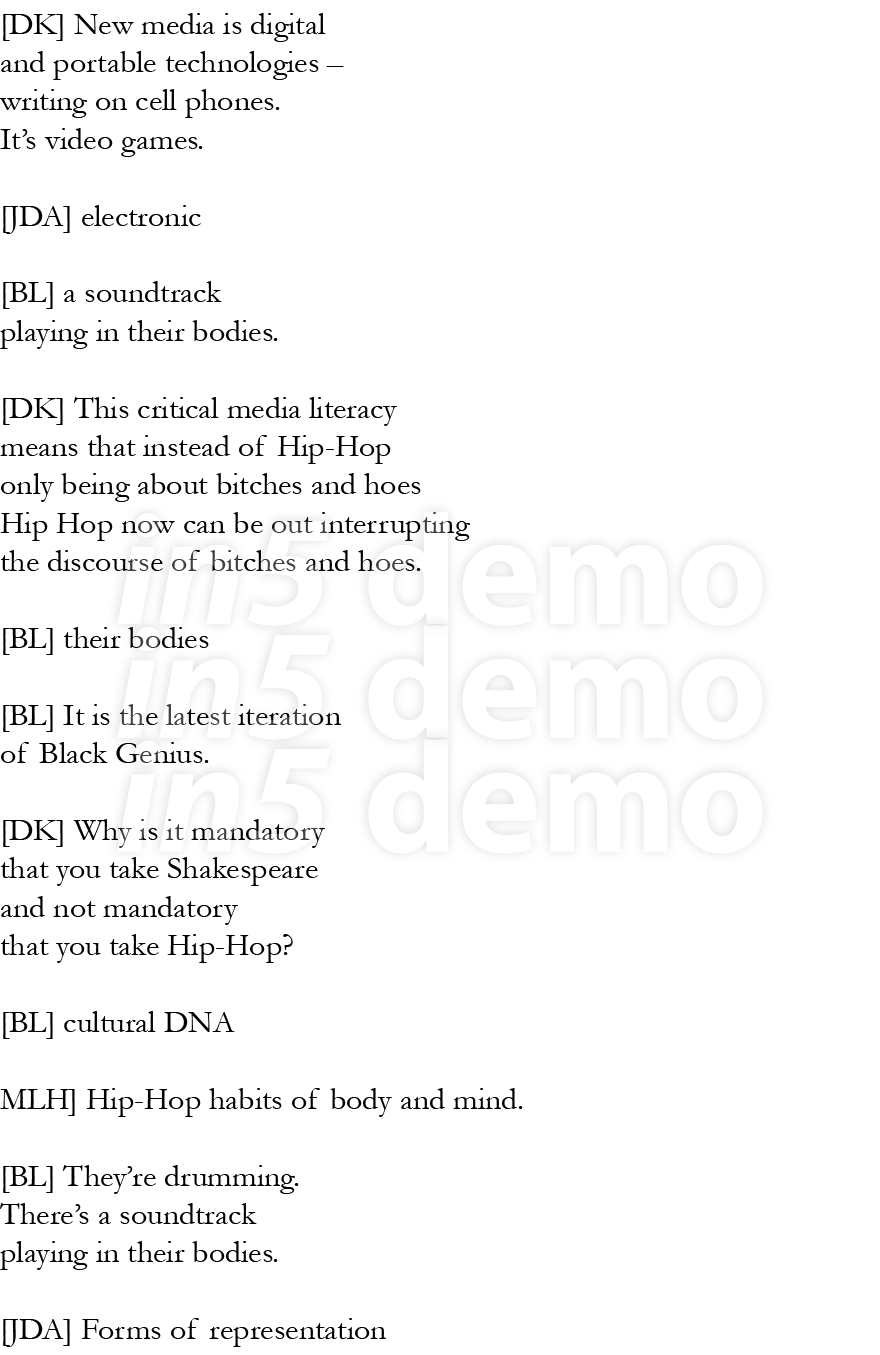 [DK] New media is digital
and portable technologies –
writing on cell phones.
It’s video games.
[JDA] electronic
[BL] a soundtrack
playing in their bodies.
[DK] This critical media literacy
means that instead of Hip-Hop
only being about bitches and hoes
Hip Hop now can be out interrupting
the discourse of bitches and hoes.
in5 demo
[BL] their bodies
in5 demo
[BL] It is the latest iteration
of Black Genius.
in5 demo
[DK] Why is it mandatory
that you take Shakespeare
and not mandatory
that you take Hip-Hop?
[BL] cultural DNA
MLH] Hip-Hop habits of body and mind.
[BL] They’re drumming.
There’s a soundtrack
playing in their bodies.
[JDA] Forms of representation